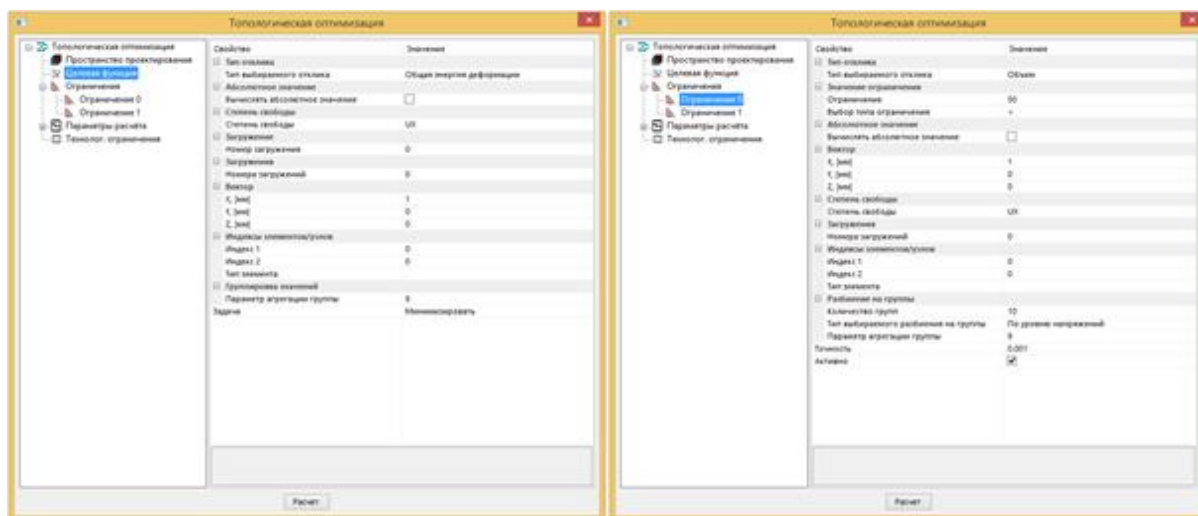 Топологическая оптимизация
Топологическая оптимизация
Пространство проектирования
Целевая функция
Ограничения
Ограничение 0
Ограничение 1
Параметры расчёта
Технолог. ограничения
Свойство Значение
Тип отклика
Тип выбираемого отклика Общая энергия деформации
Абсолютное значение
Вычислять абсолютное значение
Степень свободы
Степень свободы UX
Загружение
Номер загружения 0
Загружения
Номера загружений 0
Вектор
X, [мм] 1
Y, [мм] 0
Z, [мм] 0
Индексы элементов/узлов
Индекс 1 0
Индекс 2 0
Тип элемента
Группировка значений
Параметр агрегации группы
Задача Минимизировать
Расчет
Топологическая оптимизация
Топологическая оптимизация
Пространство проектирования
Целевая функция
Ограничения
Ограничение 0
Ограничение 1
Параметры расчёта
Технолог. ограничения
Свойство Значение
Тип отклика
Тип выбираемого отклика Объем
Значение ограничения
Ограничение 50
Выбор типа ограничения
Абсолютное значение
Вычислять абсолютное значение
Вектор
X, [мм] 1
Y, [мм] 0
Z, [мм] 0
Степень свободы
Степень свободы UX
Загружения
Номера загружений 0
Индексы элементов/узлов
Индекс 1 0
Индекс 2 0
Тип элемента
Разбиение на группы
Количество групп 10
Тип выбираемого разбиения на группы По уровню напряжений
Параметр агрегации группы
Точность 0.001
Активно
Расчет